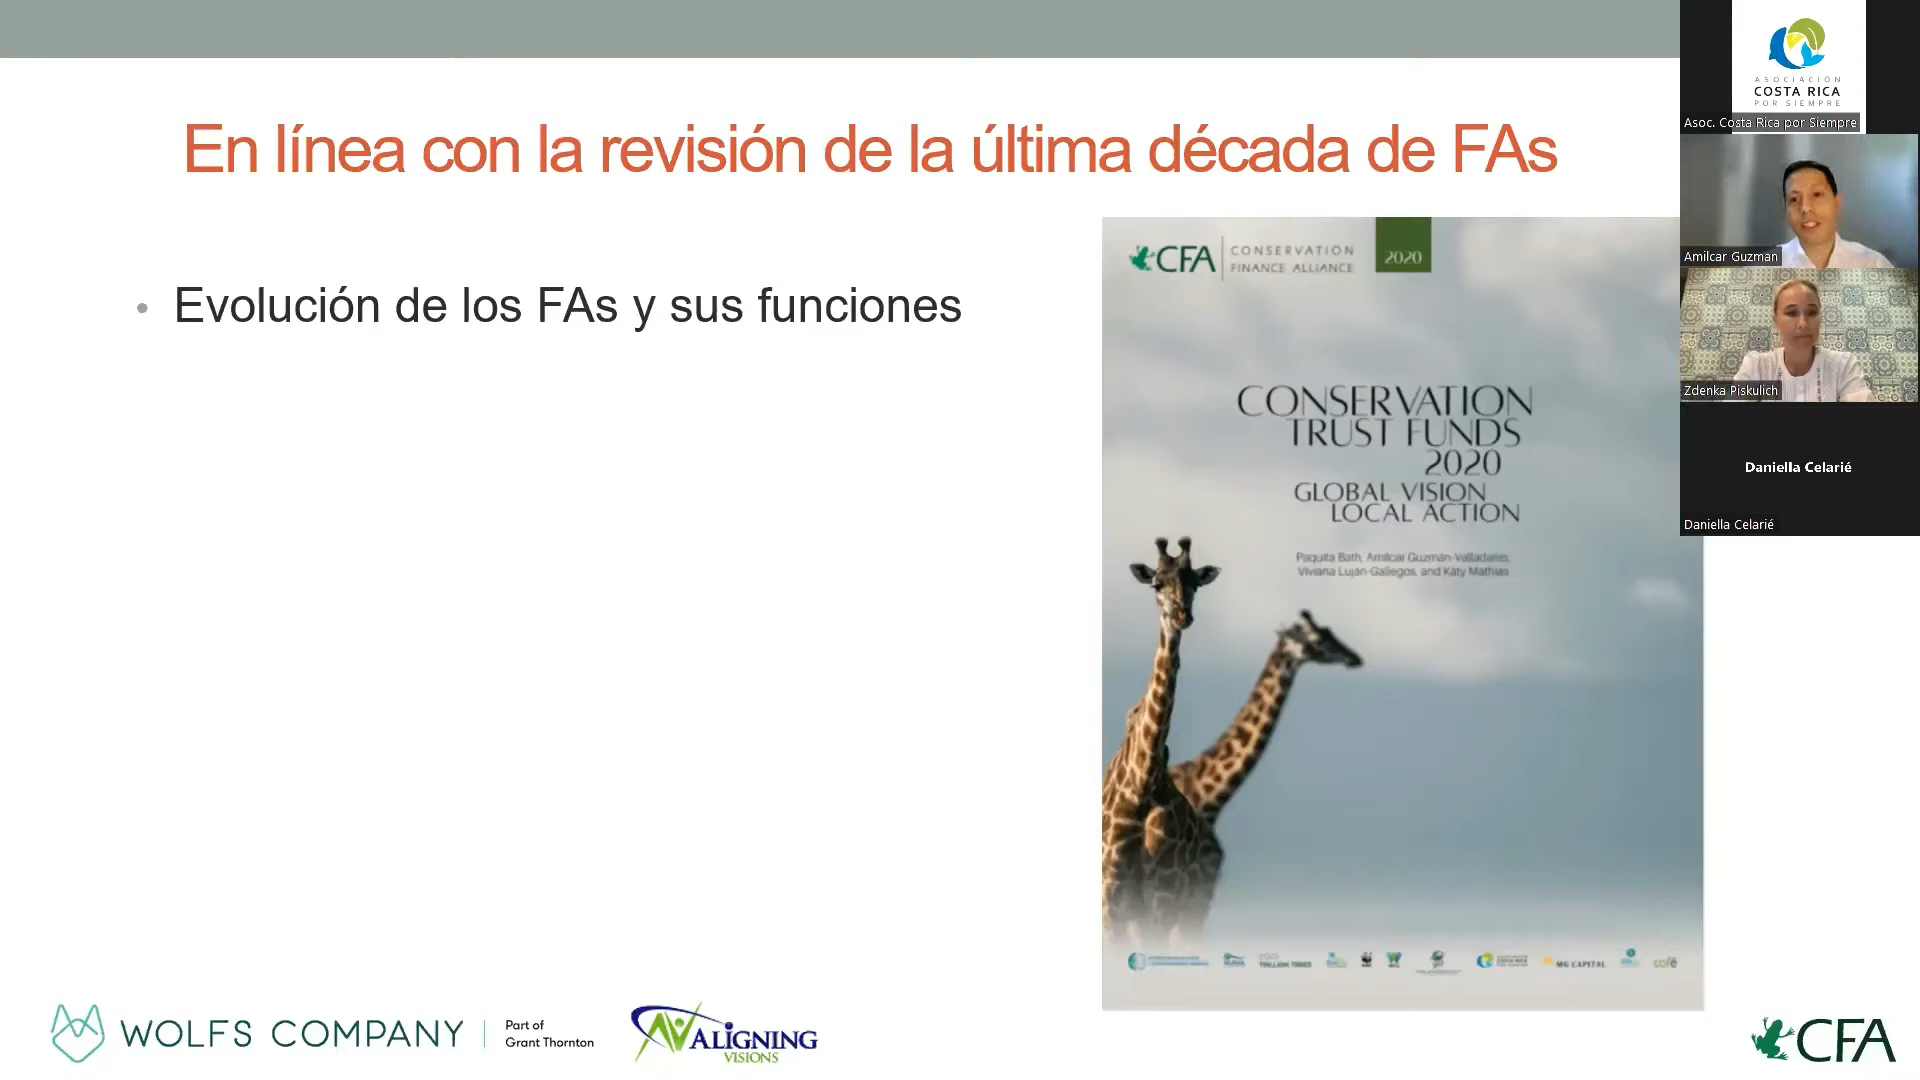 En línea con la revisión de la última década de FAs
• Evolución de los FAs y sus funciones
CFA
CONSERVATION
FINANCE ALLIANCE
2020
CONSERVATION
TRUST FUNDS
2020
GLOBAL VISION
LOCAL ACTION
Paquita Bath, Amilcar Guzmán-Valladares,
Viviana Luján-Gallegos, and Katy Mathias
MG CAPITAL
café
WOLFS COMPANY
Part of
Grant Thornton
ALIGNING
VISIONS
CFA
ASOCIACIÓN
COSTA RICA
POR SIEMPRE
Asoc. Costa Rica por Siempre
Amilcar Guzman
Zdenka Piskulich
Daniella Celarié
Daniella Celarié